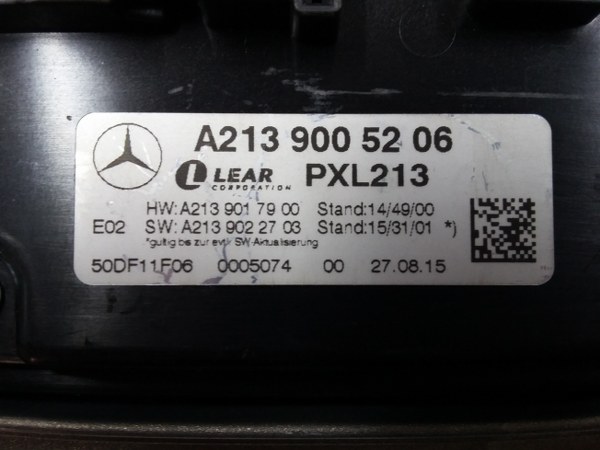 A213 900 52 06
LEAR CORPORATION PXL213
HW:A213 901 79 00 Stand:14/49/00
E02 SW:A213 902 27 03 Stand:15/31/01 *)
*gultig bis zur evtl. SW-Aktualisierung
50DF11F06 0005074 00 27.08.15